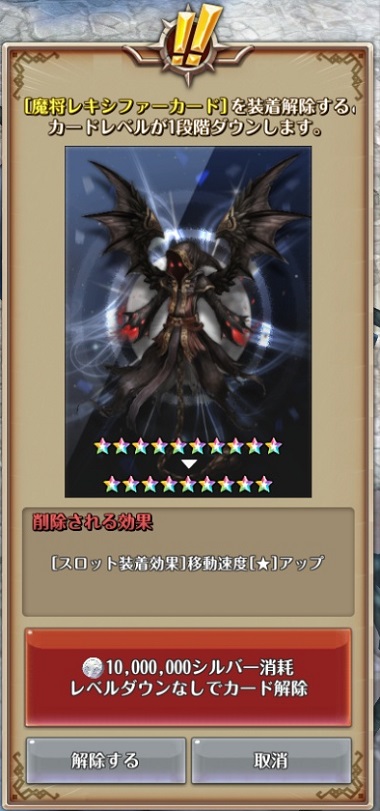 [魔将レキシファーカード]を装着解除する,
カードレベルが1段階ダウンします。
削除される効果
[スロット装着効果]移動速度[★]アップ
10,000,000シルバー消耗
レベルダウンなしでカード解除
解除する
取消